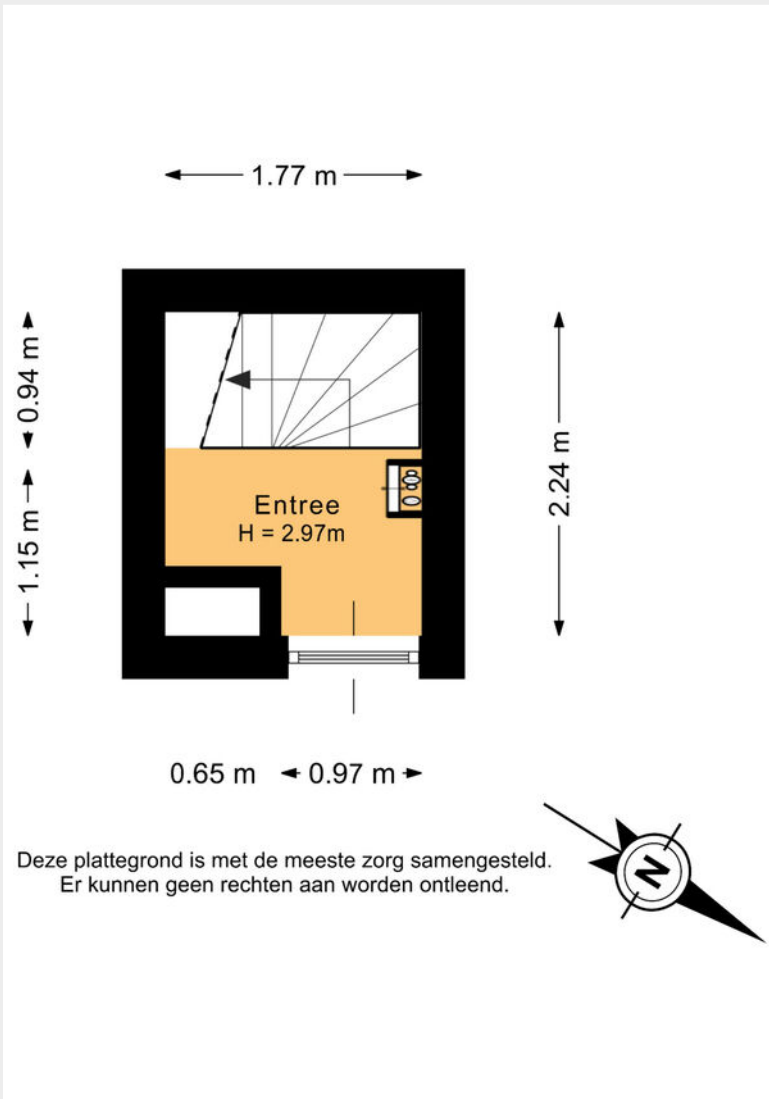 1.77 m
0.94 m
1.15 m
2.24 m
Entree
H = 2.97m
0.65 m
0.97 m
Deze plattegrond is met de meeste zorg samengesteld.
Er kunnen geen rechten aan worden ontleend.
N